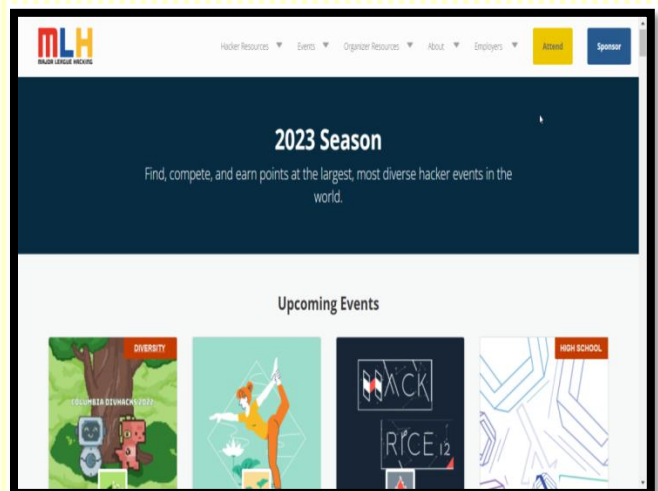 MLH
MAJOR LEAGUE HACKING
Hacker Resources Events Organizer Resources About Employers Attend Sponsor
2023 Season
Find, compete, and earn points at the largest, most diverse hacker events in the
world.
Upcoming Events
DIVERSITY
HIGH SCHOOL
COLUMBIA DIVHACKS 2022
HACK
RICE 12